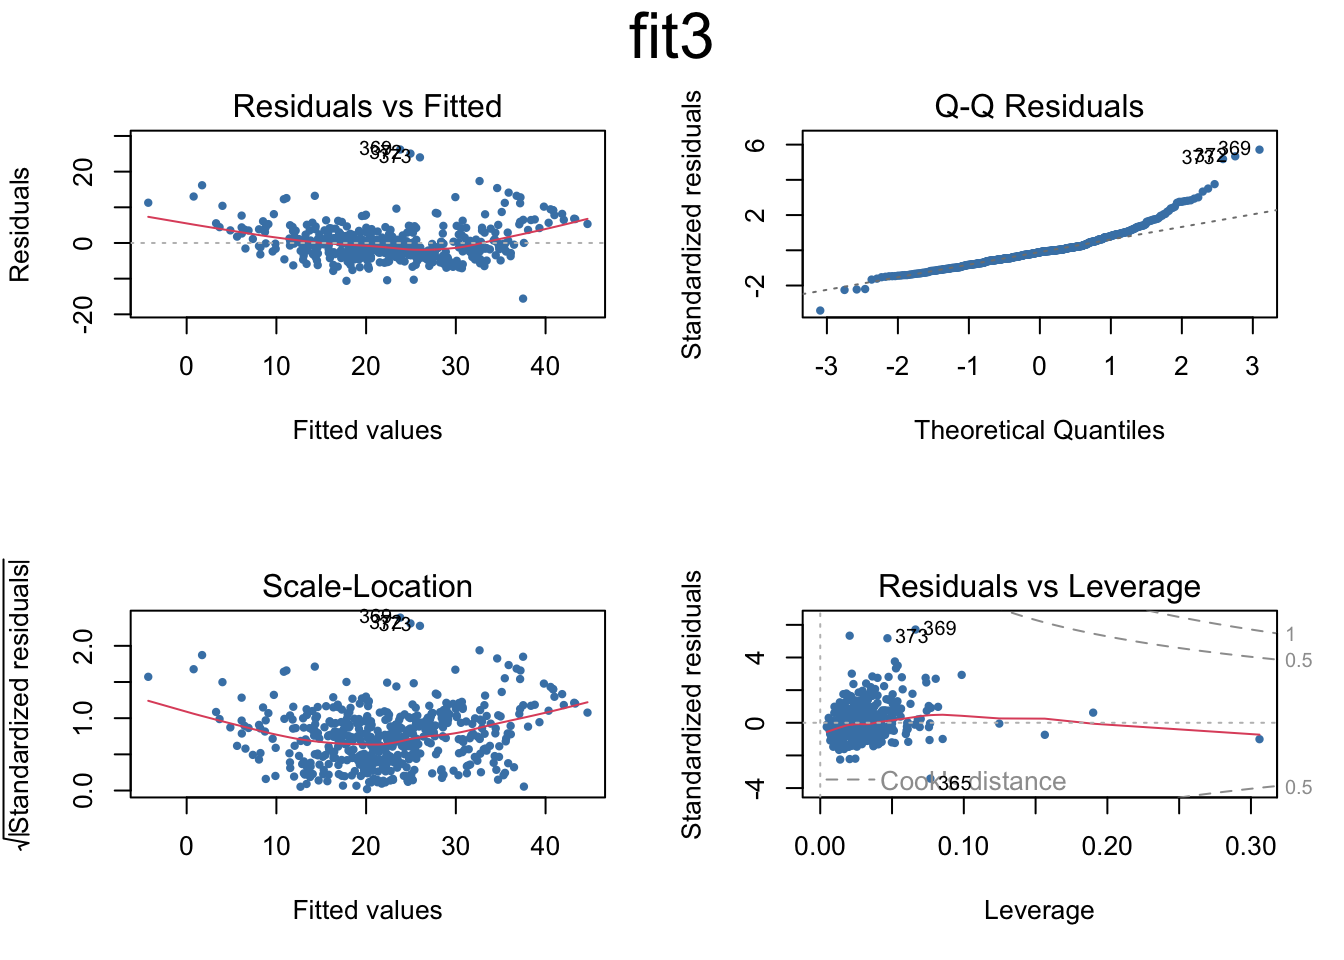 fit3
Residuals vs Fitted
Residuals
20
0
-20
369
372
373
0 10 20 30 40
Fitted values
Q-Q Residuals
Standardized residuals
6
2
-2
373
372
369
-3 -2 -1 0 1 2 3
Theoretical Quantiles
Scale-Location
√|Standardized residuals|
2.0
1.0
0.0
369
372
373
0 10 20 30 40
Fitted values
Residuals vs Leverage
Standardized residuals
4
0
-4
373
369
365
Cook's distance
1
0.5
0.5
0.00 0.10 0.20 0.30
Leverage